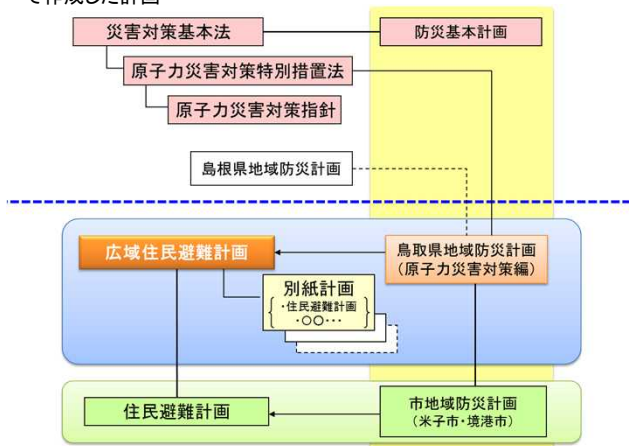 で作成した計画
災害対策基本法
防災基本計画
原子力災害対策特別措置法
原子力災害対策指針
島根県地域防災計画
広域住民避難計画
鳥取県地域防災計画
（原子力災害対策編）
別紙計画
・住民避難計画
・〇〇・・・
住民避難計画
市地域防災計画
（米子市・境港市）